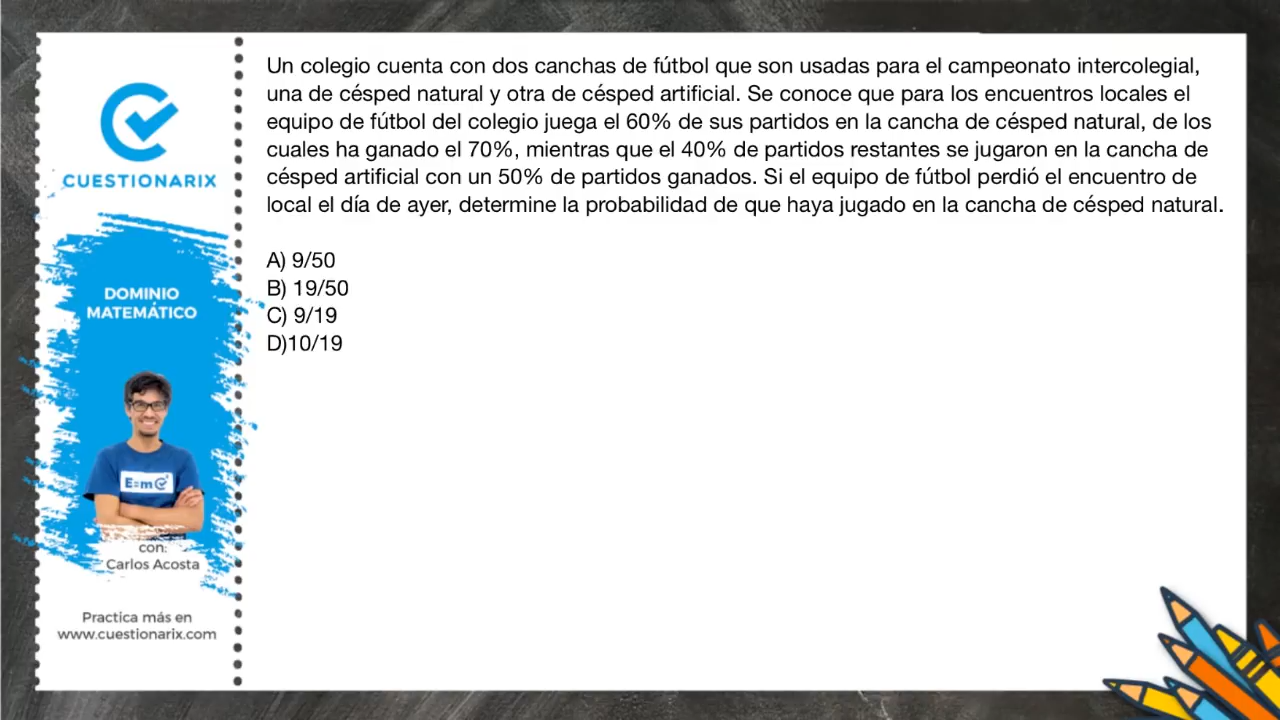 CUESTIONARIX
DOMINIO
MATEMÁTICO
E=mC²
con:
Carlos Acosta
Practica más en
www.cuestionarix.com
Un colegio cuenta con dos canchas de fútbol que son usadas para el campeonato intercolegial,
una de césped natural y otra de césped artificial. Se conoce que para los encuentros locales el
equipo de fútbol del colegio juega el 60% de sus partidos en la cancha de césped natural, de los
cuales ha ganado el 70%, mientras que el 40% de partidos restantes se jugaron en la cancha de
césped artificial con un 50% de partidos ganados. Si el equipo de fútbol perdió el encuentro de
local el día de ayer, determine la probabilidad de que haya jugado en la cancha de césped natural.
A) 9/50
B) 19/50
C) 9/19
D)10/19